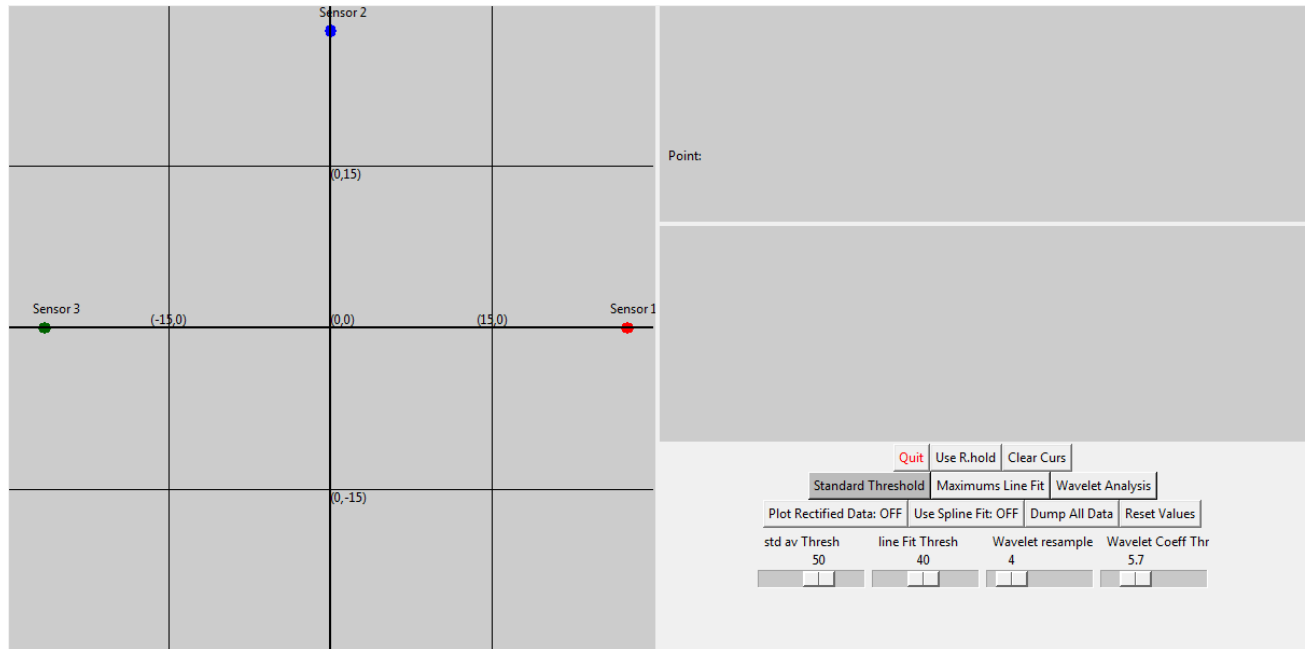 Sensor 2
(0,15)
Sensor 3
(-15,0)
(0,0)
(15,0)
Sensor 1
(0,-15)
Point:
Quit
Use R.hold
Clear Curs
Standard Threshold
Maximums Line Fit
Wavelet Analysis
Plot Rectified Data: OFF
Use Spline Fit: OFF
Dump All Data
Reset Values
std av Thresh
line Fit Thresh
Wavelet resample
Wavelet Coeff Thr
50
40
4
5.7